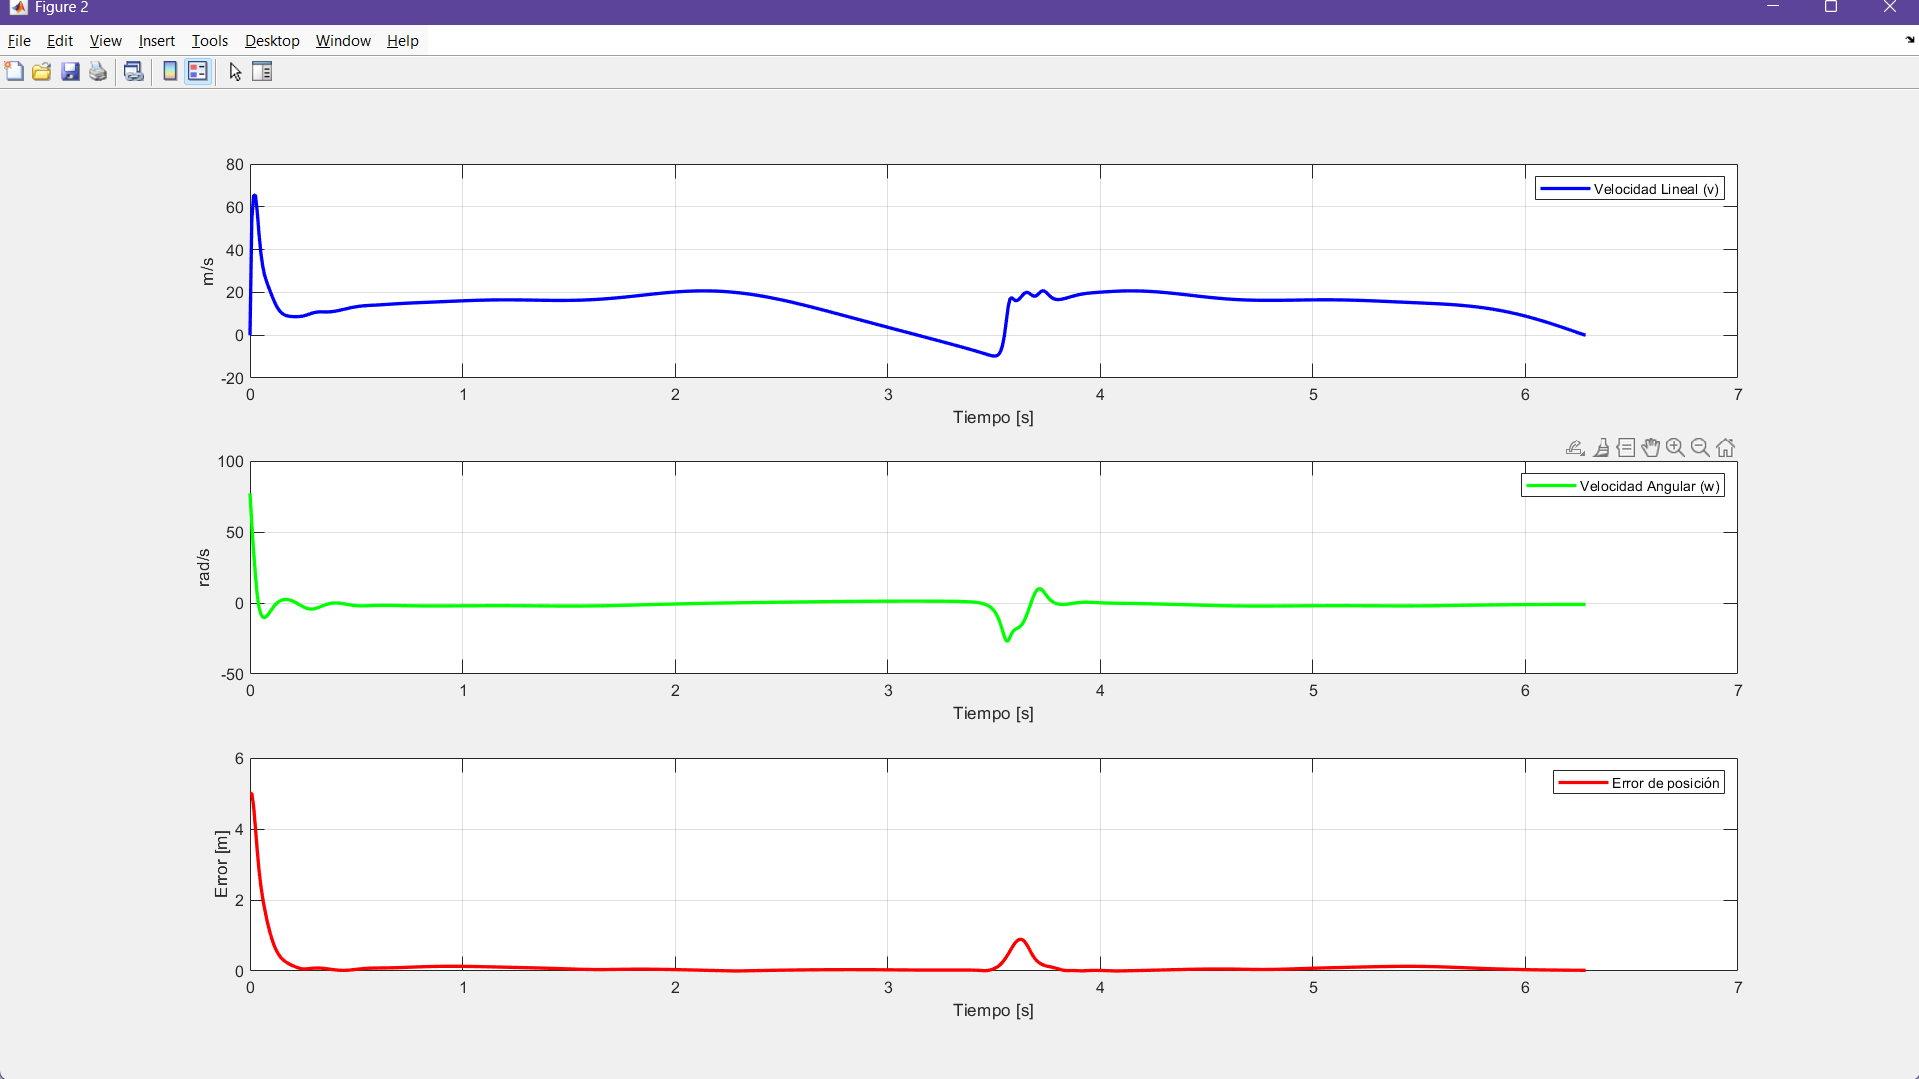 Figure 2
File Edit View Insert Tools Desktop Window Help
80
60
40
20
0
-20
m/s
Velocidad Lineal (v)
0 1 2 3 4 5 6 7
Tiempo [s]
100
50
0
-50
rad/s
Velocidad Angular (w)
0 1 2 3 4 5 6 7
Tiempo [s]
6
4
2
0
Error [m]
Error de posición
0 1 2 3 4 5 6 7
Tiempo [s]